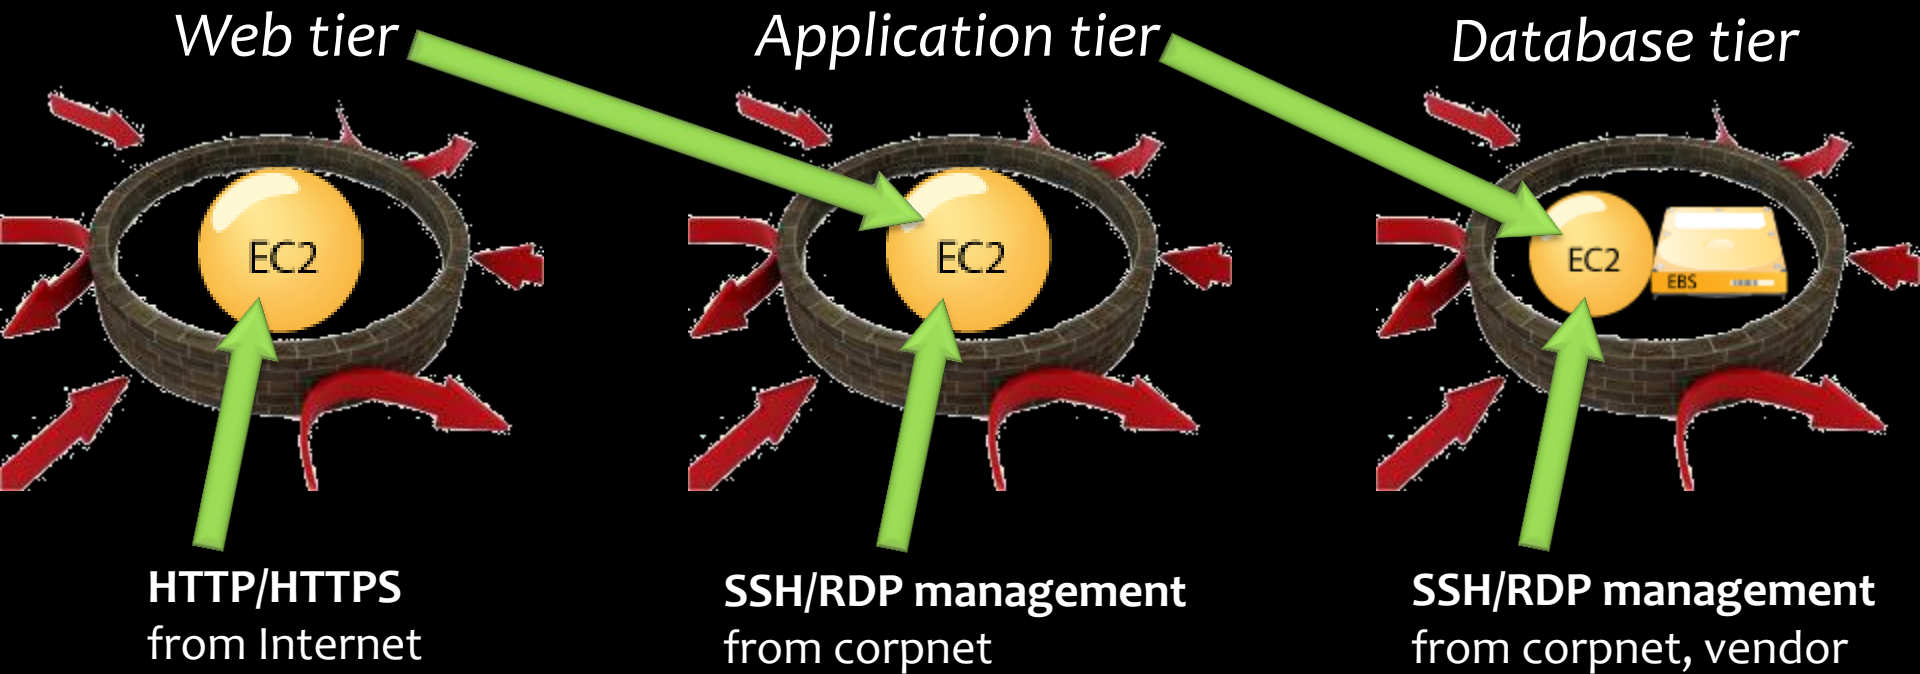 Web tier
Application tier
Database tier
EC2
EC2
EC2
EBS
HTTP/HTTPS
from Internet
SSH/RDP management
from corpnet
SSH/RDP management
from corpnet, vendor